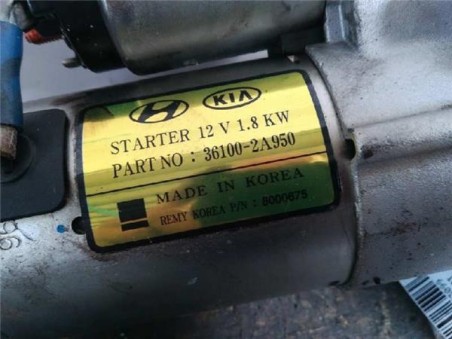 KIA
STARTER 12 V 1.8 KW
PART NO : 36100-2A950
MADE IN KOREA
REMY KOREA P/N : 8000675